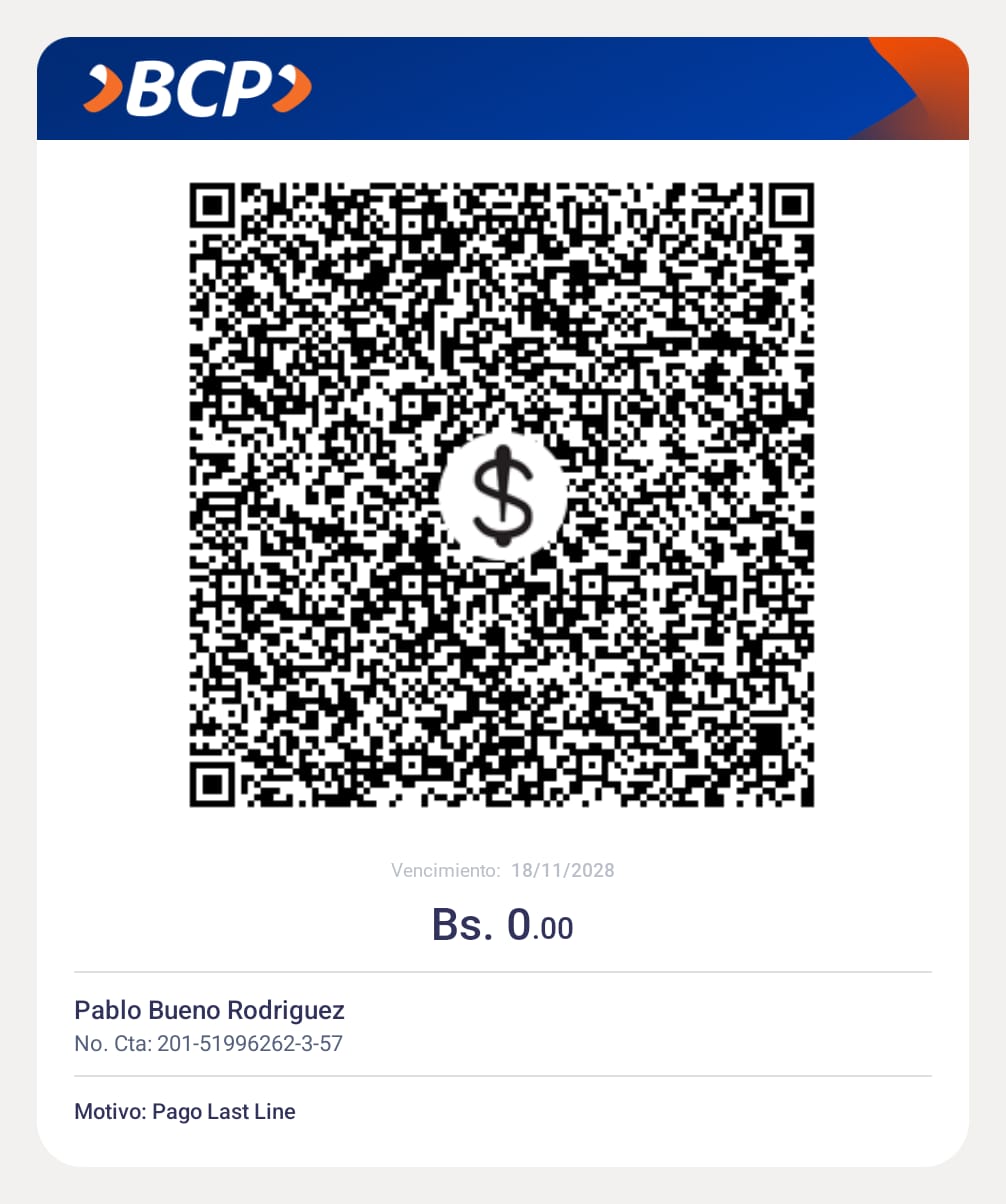 BCP
$
Vencimiento: 18/11/2028
Bs. 0.00
Pablo Bueno Rodriguez
No. Cta: 201-51996262-3-57
Motivo: Pago Last Line